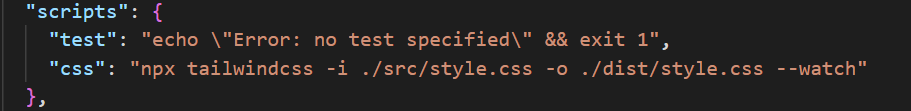 "scripts": {
"test": "echo \"Error: no test specified\" && exit 1",
"css": "npx tailwindcss -i ./src/style.css -o ./dist/style.css --watch"
},